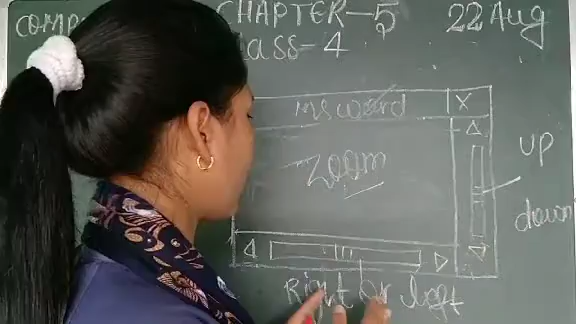 COMP CHAPTER-5 22 Aug
Class-4
ms word X
Zoom
up
down
Right or left